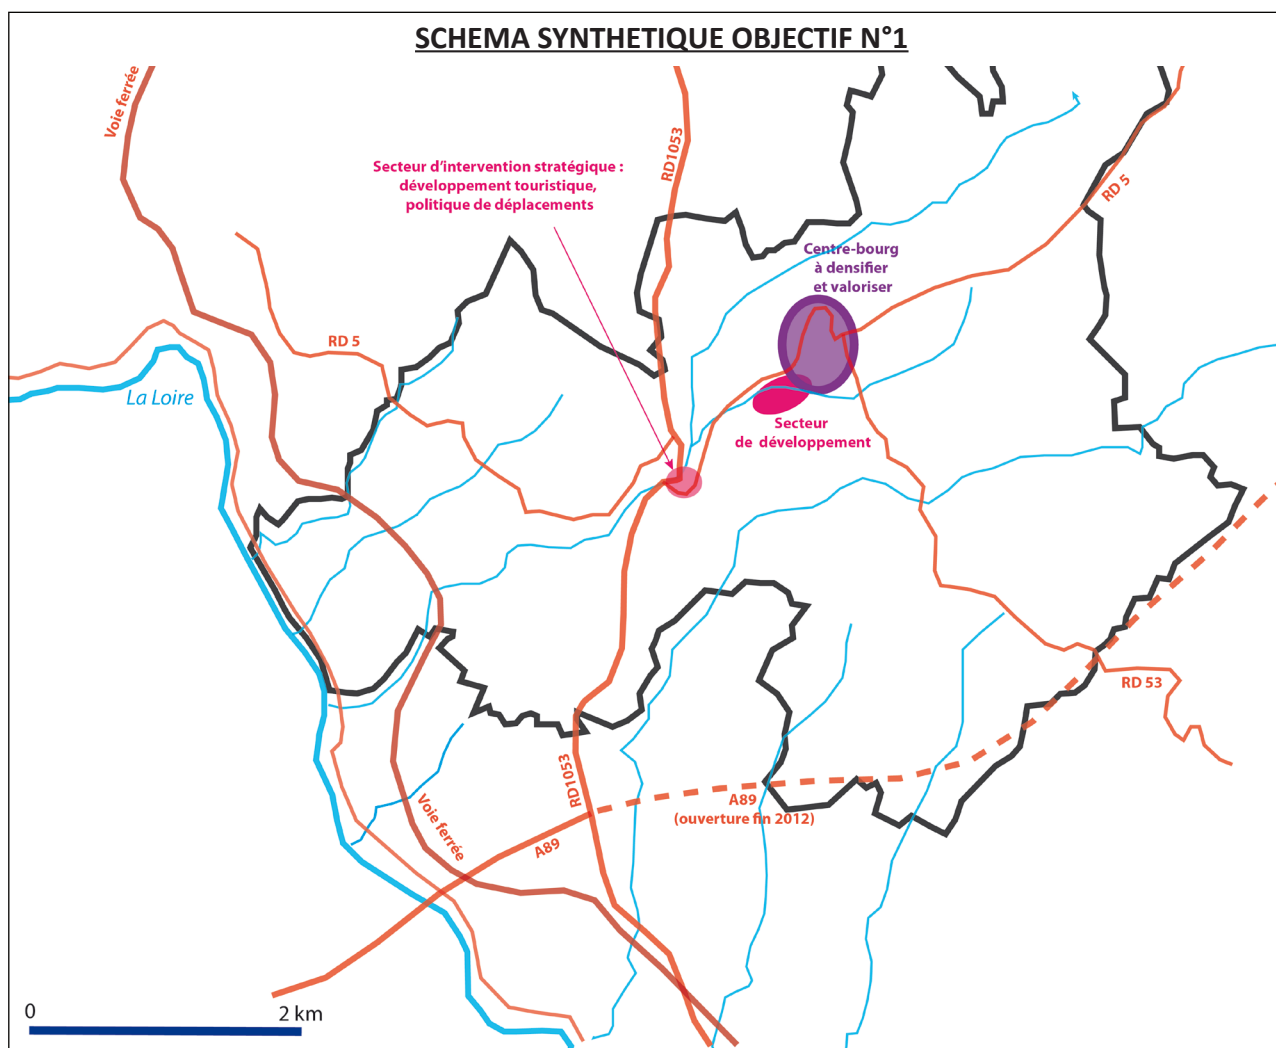 SCHEMA SYNTHETIQUE OBJECTIF N°1
Voie ferrée
RD1053
Secteur d'intervention stratégique :
développement touristique,
politique de déplacements
RD 5
Centre-bourg
à densifier
et valoriser
RD 5
La Loire
Secteur
de développement
RD 53
RD1053
A89
(ouverture fin 2012)
Voie ferrée
A89
0
2 km